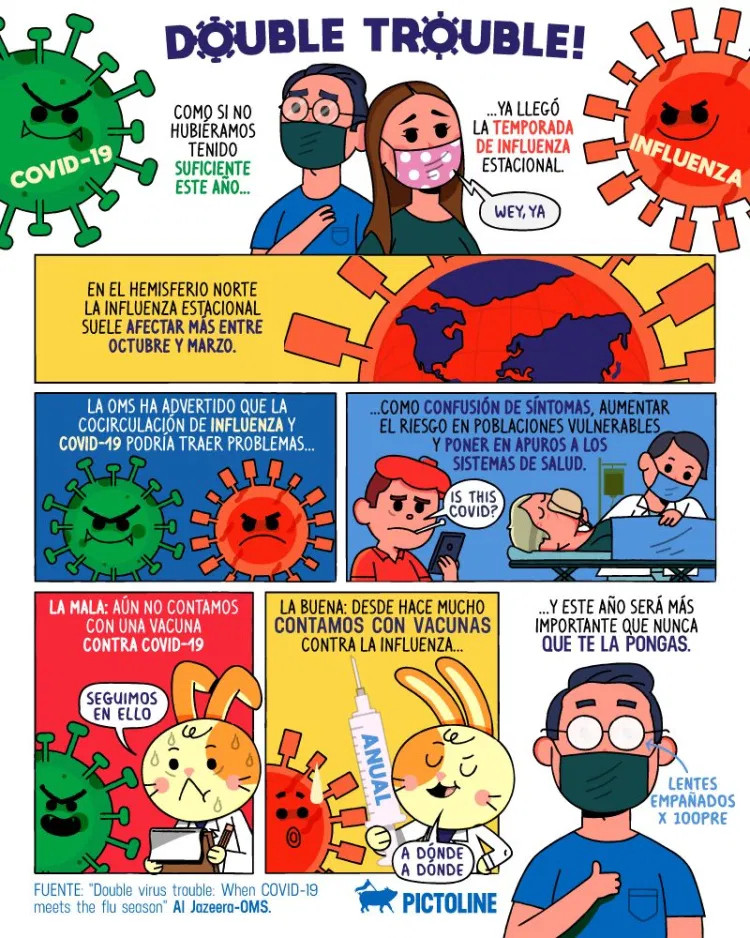 DOUBLE TROUBLE!
COVID-19
COMO SI NO
HUBIÉRAMOS
TENIDO
SUFICIENTE
ESTE AÑO...
...YA LLEGÓ
LA TEMPORADA
DE INFLUENZA
ESTACIONAL.
WEY, YA
INFLUENZA
EN EL HEMISFERIO NORTE
LA INFLUENZA ESTACIONAL
SUELE AFECTAR MÁS ENTRE
OCTUBRE Y MARZO.
LA OMS HA ADVERTIDO QUE LA
COCIRCULACIÓN DE INFLUENZA Y
COVID-19 PODRÍA TRAER PROBLEMAS...
...COMO CONFUSIÓN DE SÍNTOMAS, AUMENTAR
EL RIESGO EN POBLACIONES VULNERABLES
Y PONER EN APUROS A LOS
SISTEMAS DE SALUD.
IS THIS
COVID?
LA MALA: AÚN NO CONTAMOS
CON UNA VACUNA
CONTRA COVID-19
SEGUIMOS
EN ELLO
LA BUENA: DESDE HACE MUCHO
CONTAMOS CON VACUNAS
CONTRA LA INFLUENZA...
ANUAL
A DÓNDE
A DÓNDE
...Y ESTE AÑO SERÁ MÁS
IMPORTANTE QUE NUNCA
QUE TE LA PONGAS.
LENTES
EMPAÑADOS
X 100PRE
FUENTE: "Double virus trouble: When COVID-19
meets the flu season" Al Jazeera-OMS.
PICTOLINE